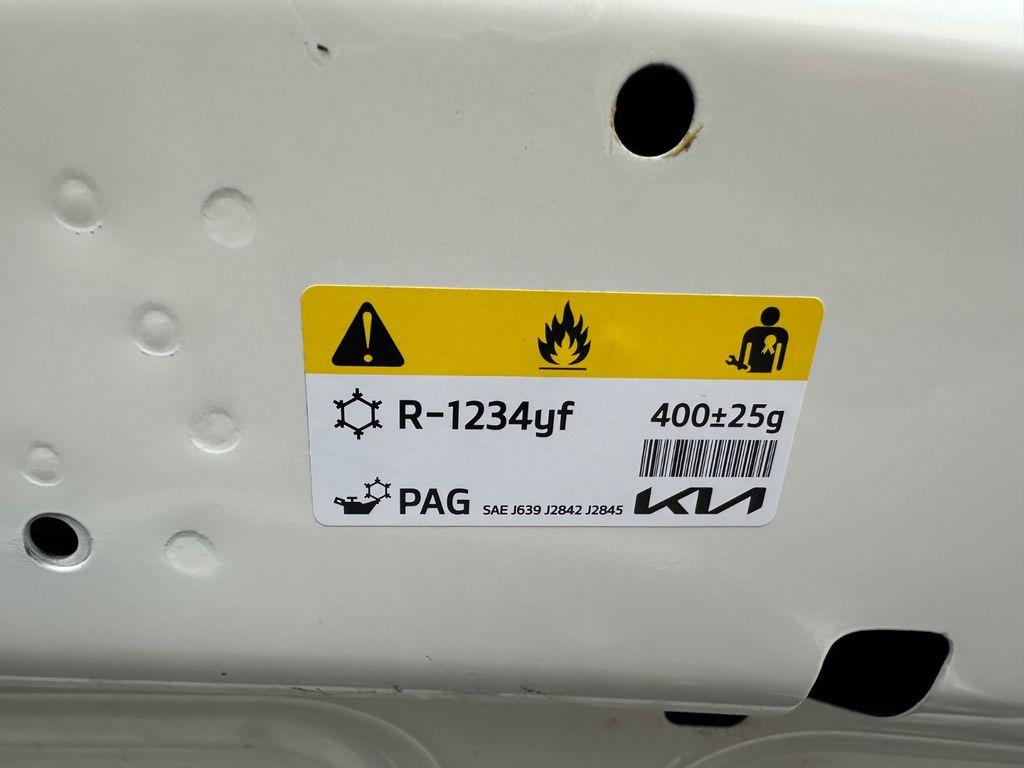 R-1234yf 400±25g
PAG SAE J639 J2842 J2845 KIA